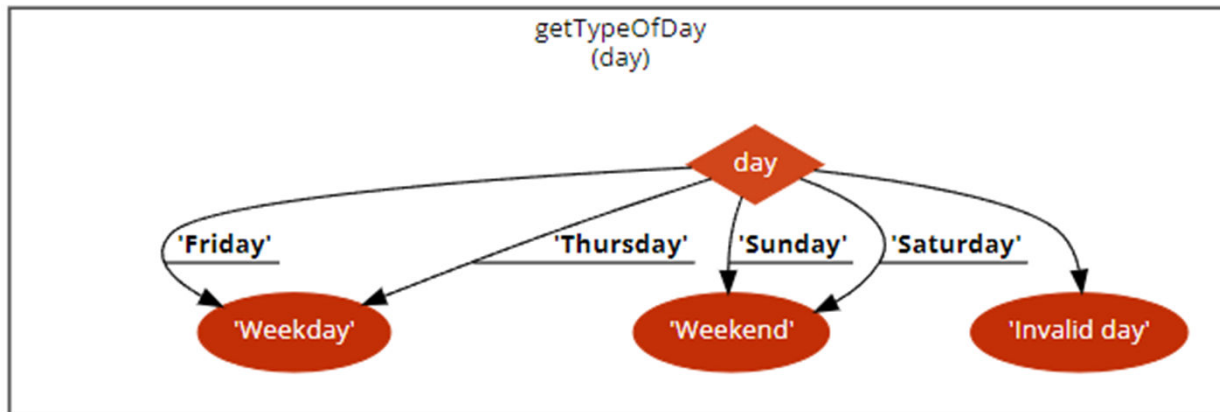 getTypeOfDay
(day)
day
'Friday'
'Thursday'
'Sunday'
'Saturday'
'Weekday'
'Weekend'
'Invalid day'